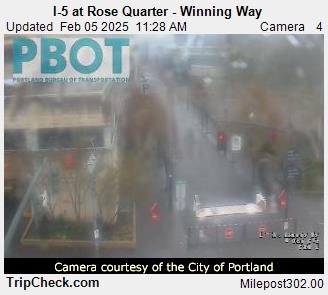 I-5 at Rose Quarter - Winning Way
Updated Feb 05 2025 11:28 AM Camera 4
PBOT
PORTLAND BUREAU OF TRANSPORTATION
Camera courtesy of the City of Portland
TripCheck.com Milepost302.00